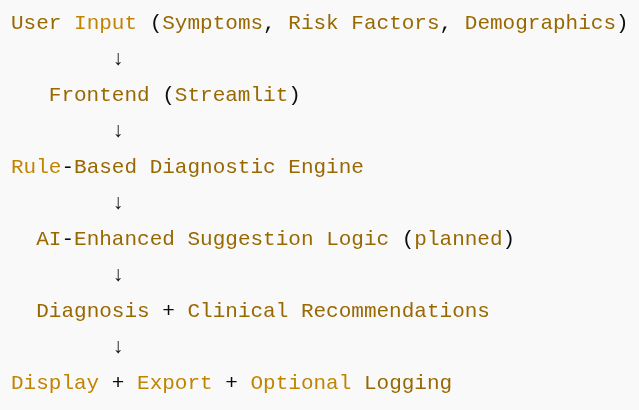 User Input (Symptoms, Risk Factors, Demographics)
↓
Frontend (Streamlit)
↓
Rule-Based Diagnostic Engine
↓
AI-Enhanced Suggestion Logic (planned)
↓
Diagnosis + Clinical Recommendations
↓
Display + Export + Optional Logging